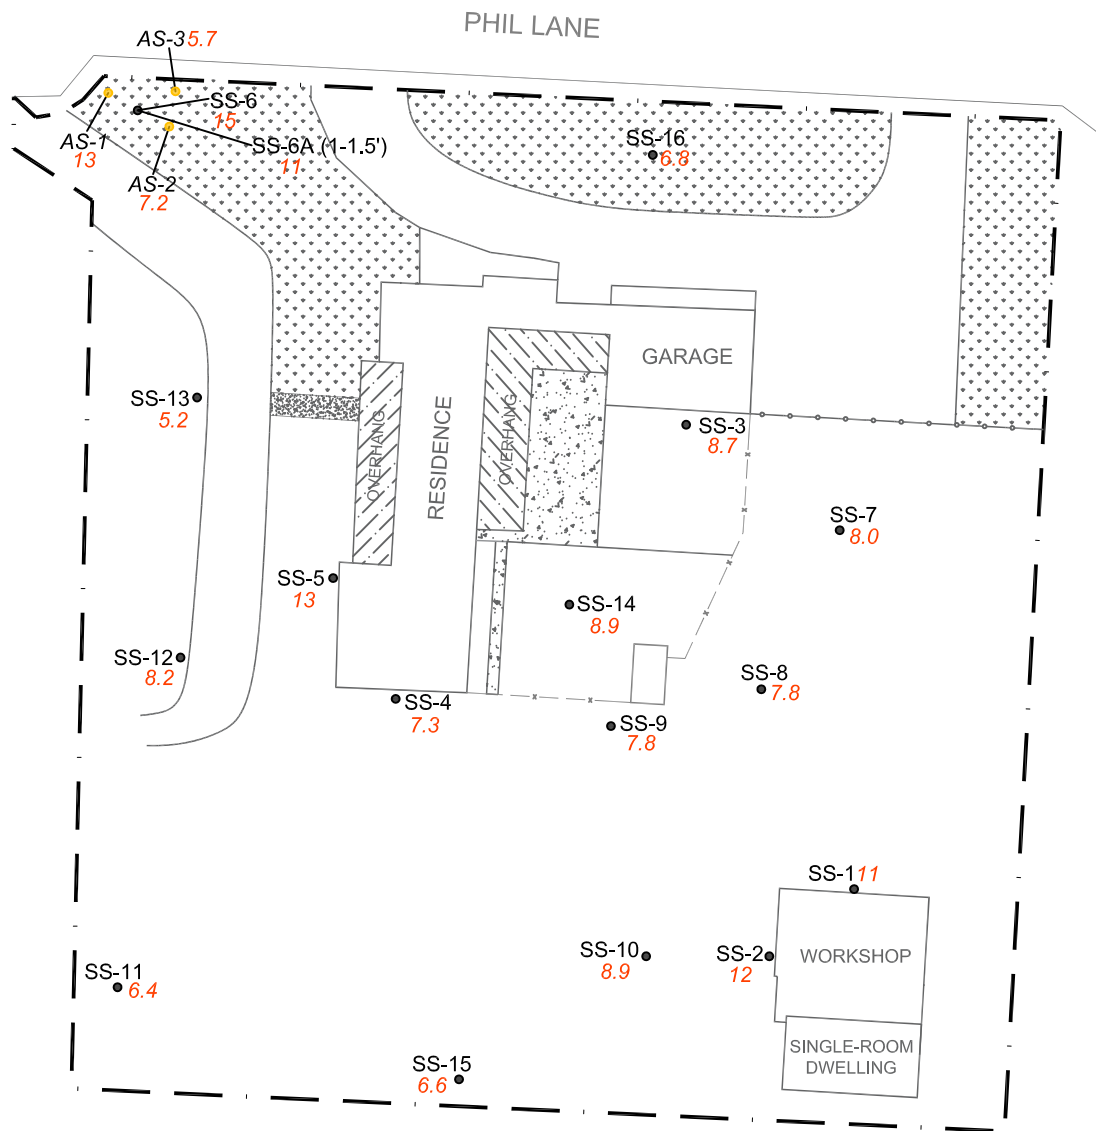 PHIL LANE
AS-3 5.7
SS-6
15
AS-1
13
SS-6A (1-1.5')
11
AS-2
7.2
SS-16
6.8
GARAGE
SS-13
5.2
OVERHANG
RESIDENCE
OVERHANG
SS-3
8.7
SS-7
8.0
SS-5
13
SS-14
8.9
SS-12
8.2
SS-8
7.8
SS-4
7.3
SS-9
7.8
SS-1 11
SS-10
8.9
SS-2
12
WORKSHOP
SS-11
6.4
SINGLE-ROOM
DWELLING
SS-15
6.6